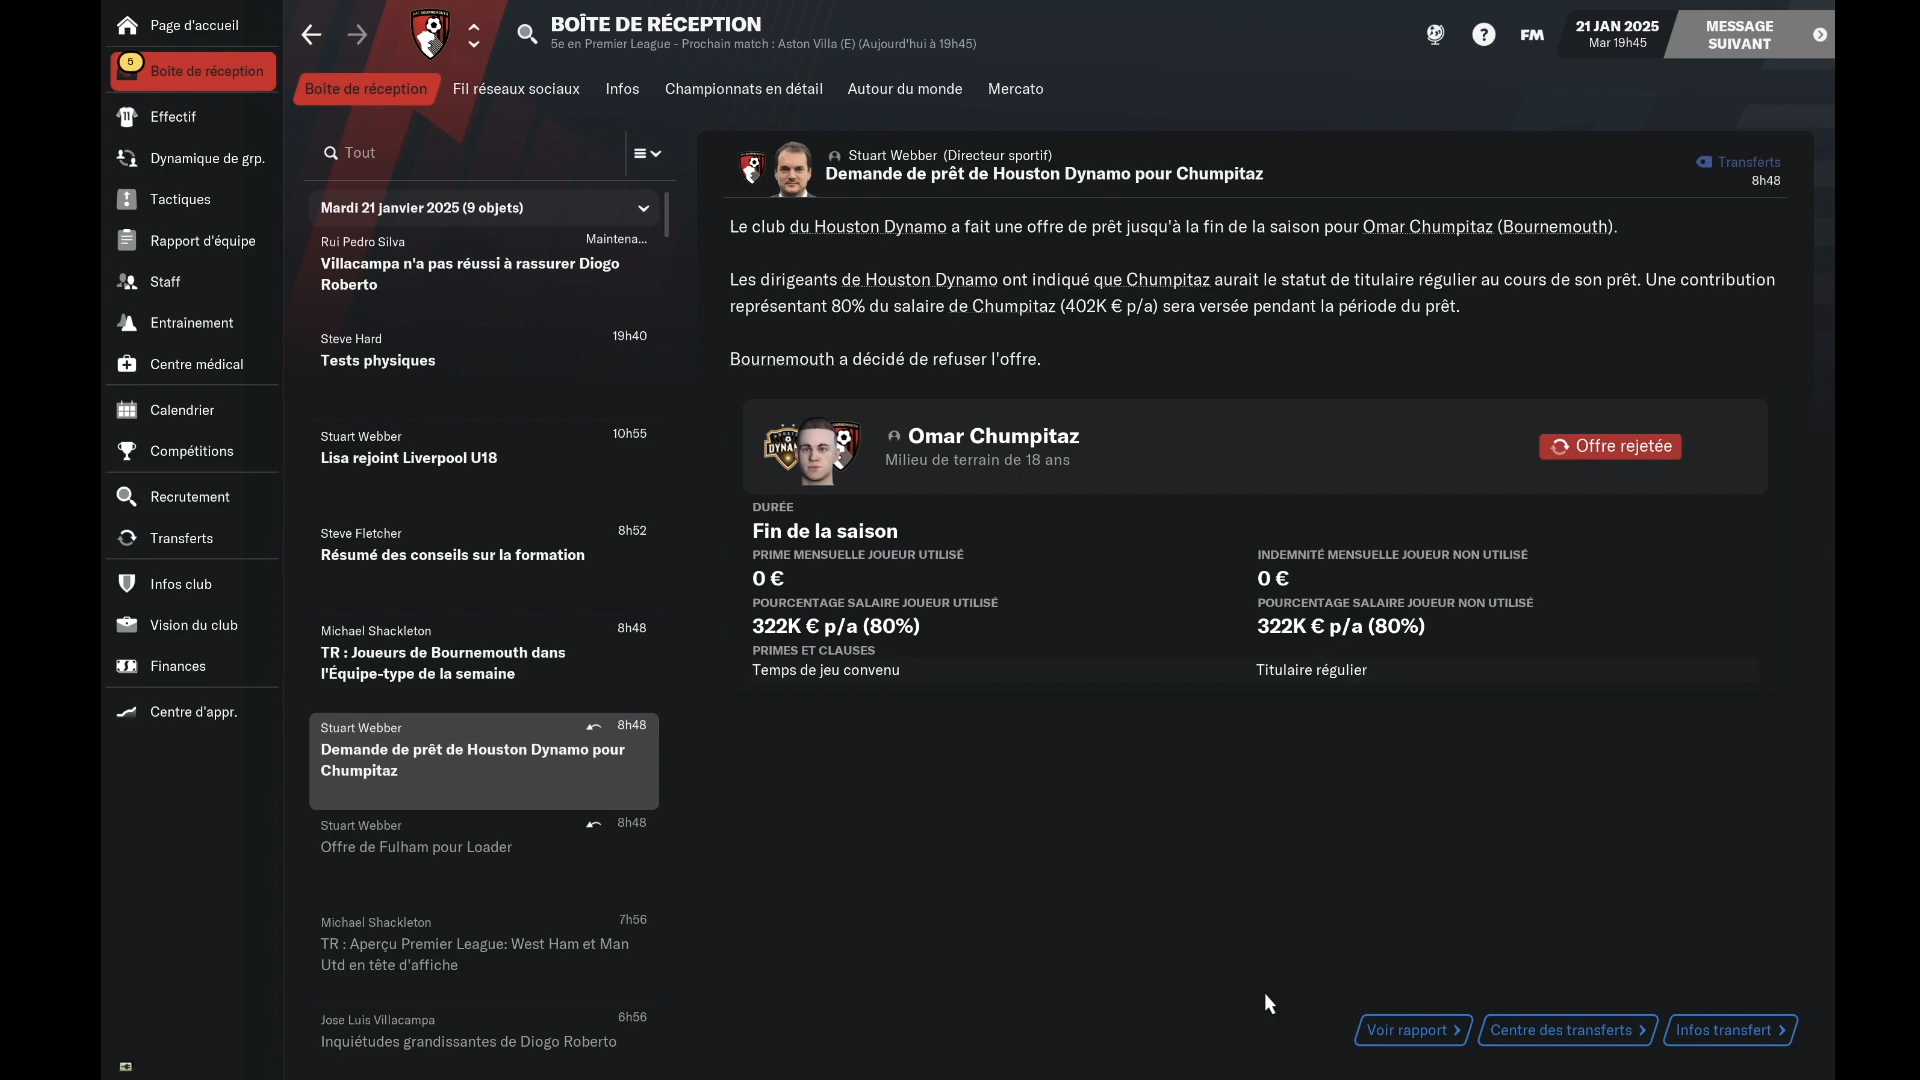 Page d'accueil
5
Boîte de réception
Effectif
Dynamique de grp.
Tactiques
Rapport d'équipe
Staff
Entraînement
Centre médical
Calendrier
Compétitions
Recrutement
Transferts
Infos club
Vision du club
Finances
Centre d'appr.
BOÎTE DE RÉCEPTION
5e en Premier League - Prochain match : Aston Villa (E) (Aujourd'hui à 19h45)
FM
21 JAN 2025
Mar 19h45
MESSAGE
SUIVANT
Boîte de réception
Fil réseaux sociaux
Infos
Championnats en détail
Autour du monde
Mercato
Tout
Mardi 21 janvier 2025 (9 objets)
Rui Pedro Silva
Maintena...
Villacampa n'a pas réussi à rassurer Diogo
Roberto
Steve Hard
19h40
Tests physiques
Stuart Webber
10h55
Lisa rejoint Liverpool U18
Steve Fletcher
8h52
Résumé des conseils sur la formation
Michael Shackleton
8h48
TR : Joueurs de Bournemouth dans
l'Équipe-type de la semaine
Stuart Webber
8h48
Demande de prêt de Houston Dynamo pour
Chumpitaz
Stuart Webber
8h48
Offre de Fulham pour Loader
Michael Shackleton
7h56
TR : Aperçu Premier League: West Ham et Man
Utd en tête d'affiche
Jose Luis Villacampa
6h56
Inquiétudes grandissantes de Diogo Roberto
Stuart Webber (Directeur sportif)
Demande de prêt de Houston Dynamo pour Chumpitaz
Transferts
8h48
Le club du Houston Dynamo a fait une offre de prêt jusqu'à la fin de la saison pour Omar Chumpitaz (Bournemouth).
Les dirigeants de Houston Dynamo ont indiqué que Chumpitaz aurait le statut de titulaire régulier au cours de son prêt. Une contribution
représentant 80% du salaire de Chumpitaz (402K € p/a) sera versée pendant la période du prêt.
Bournemouth a décidé de refuser l'offre.
Omar Chumpitaz
Milieu de terrain de 18 ans
Offre rejetée
DURÉE
Fin de la saison
PRIME MENSUELLE JOUEUR UTILISÉ
INDEMNITÉ MENSUELLE JOUEUR NON UTILISÉ
0 €
0 €
POURCENTAGE SALAIRE JOUEUR UTILISÉ
POURCENTAGE SALAIRE JOUEUR NON UTILISÉ
322K € p/a (80%)
322K € p/a (80%)
PRIMES ET CLAUSES
Temps de jeu convenu
Titulaire régulier
Voir rapport
Centre des transferts
Infos transfert